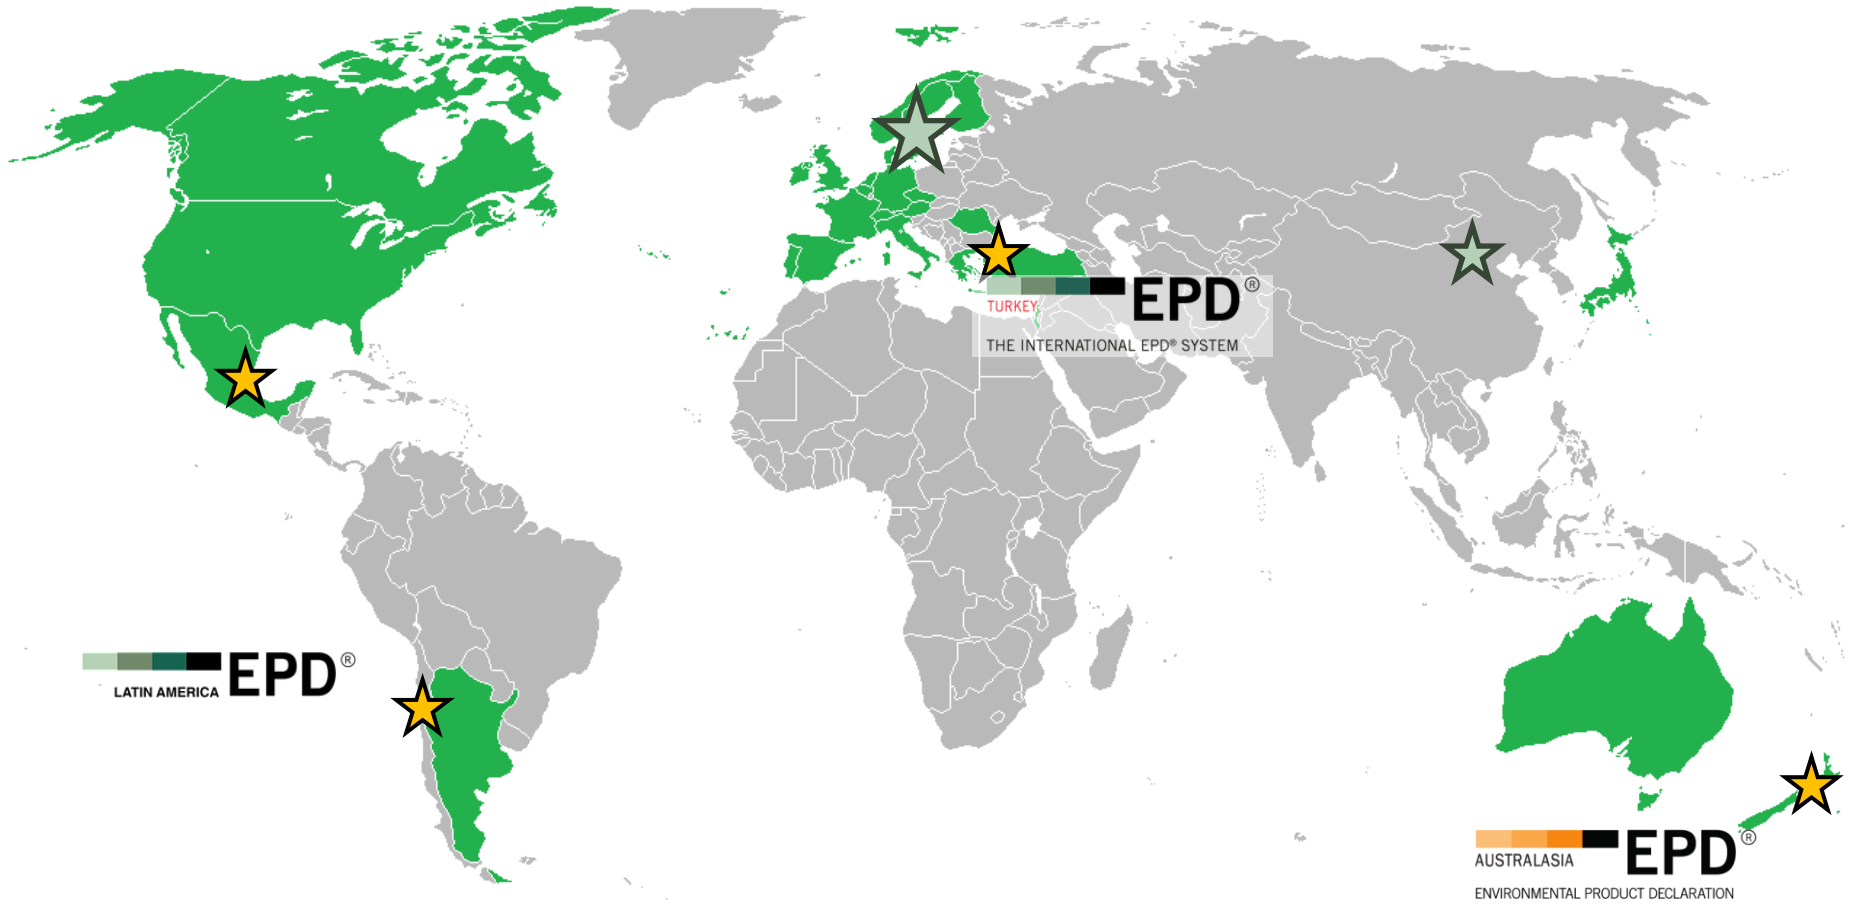 EPD®
TURKEY
THE INTERNATIONAL EPD® SYSTEM
EPD®
LATIN AMERICA
EPD®
AUSTRALASIA
ENVIRONMENTAL PRODUCT DECLARATION